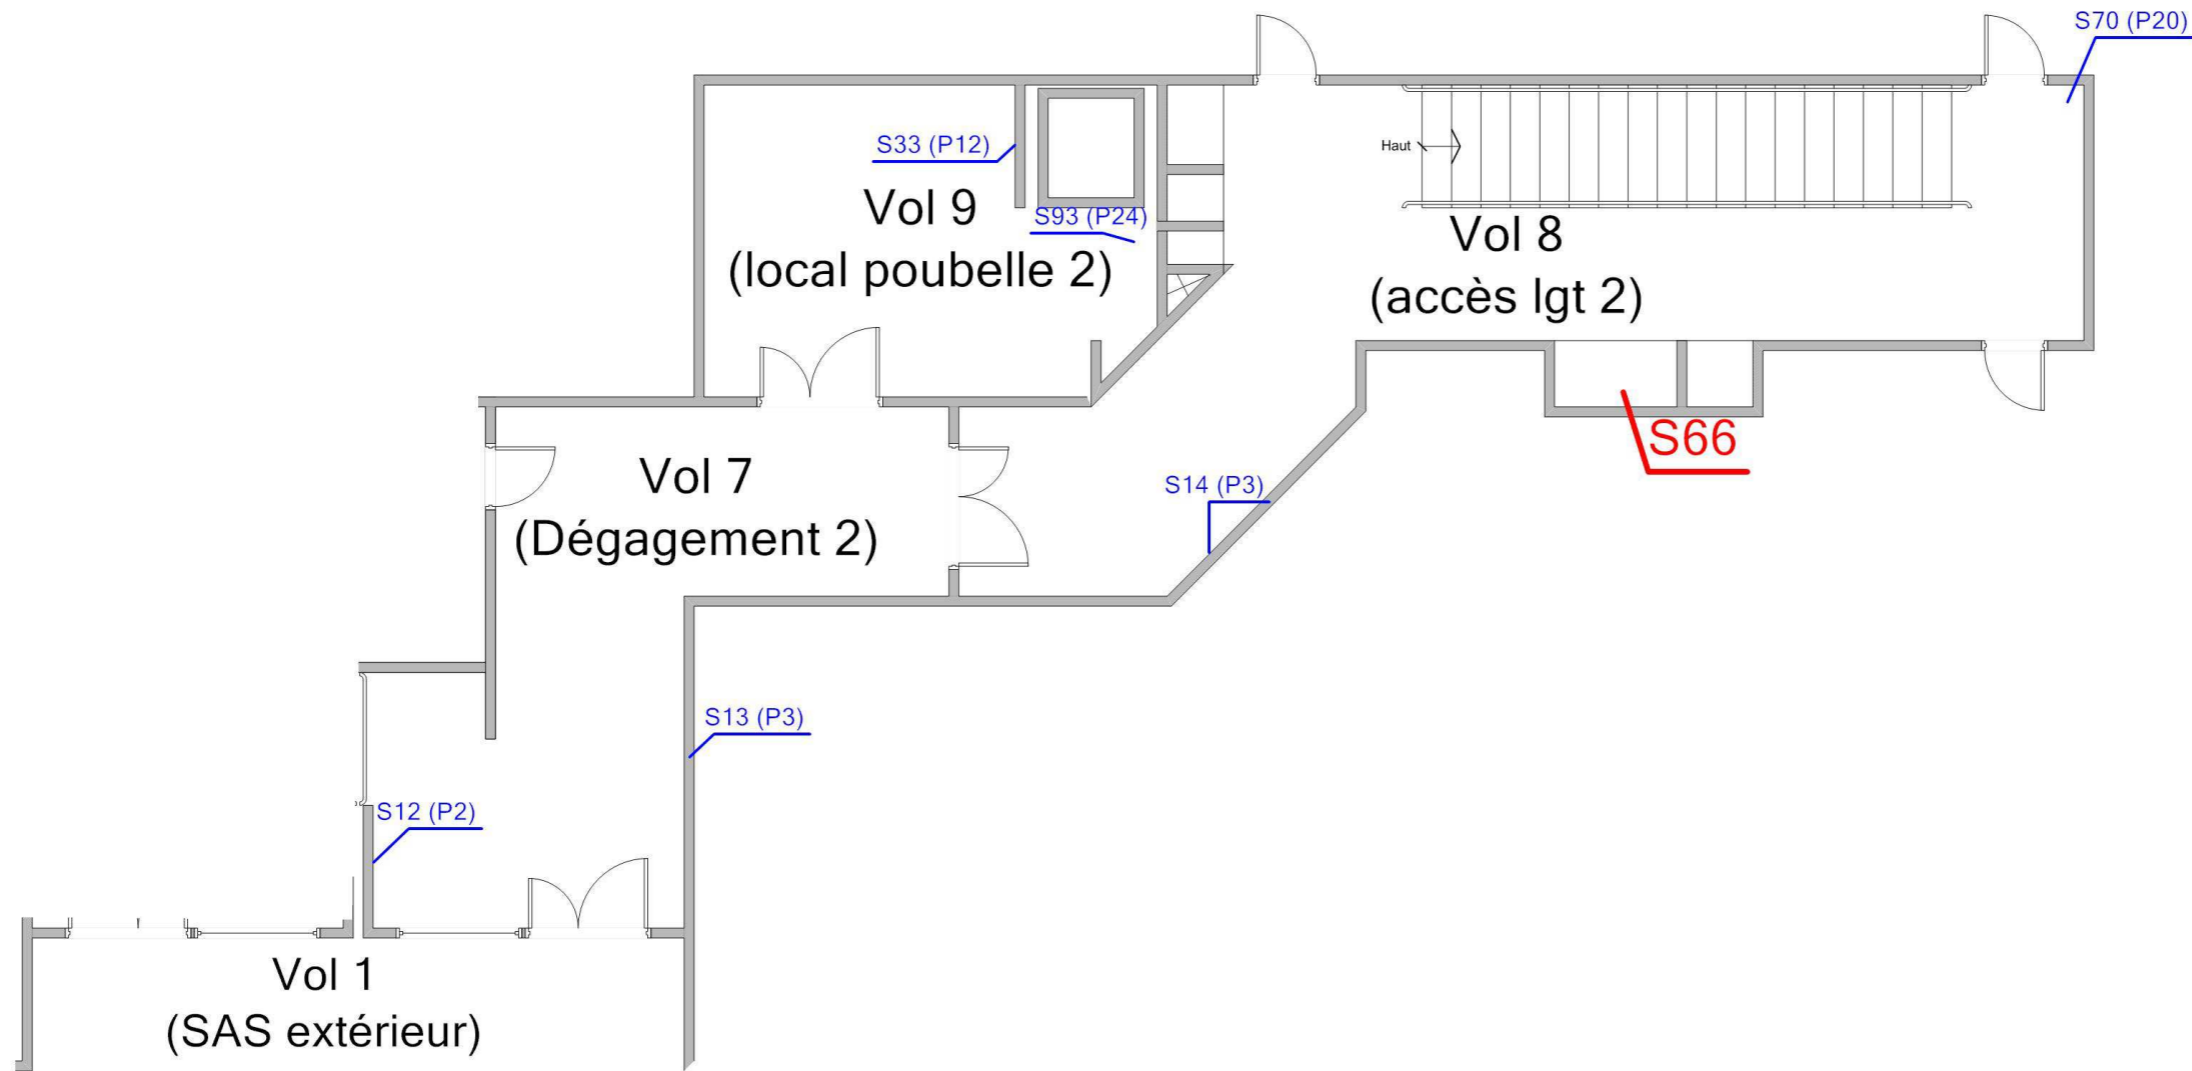 S70 (P20)
S33 (P12)
Haut
Vol 9
(local poubelle 2)
S93 (P24)
Vol 8
(accès lgt 2)
S66
Vol 7
(Dégagement 2)
S14 (P3)
S13 (P3)
S12 (P2)
Vol 1
(SAS extérieur)